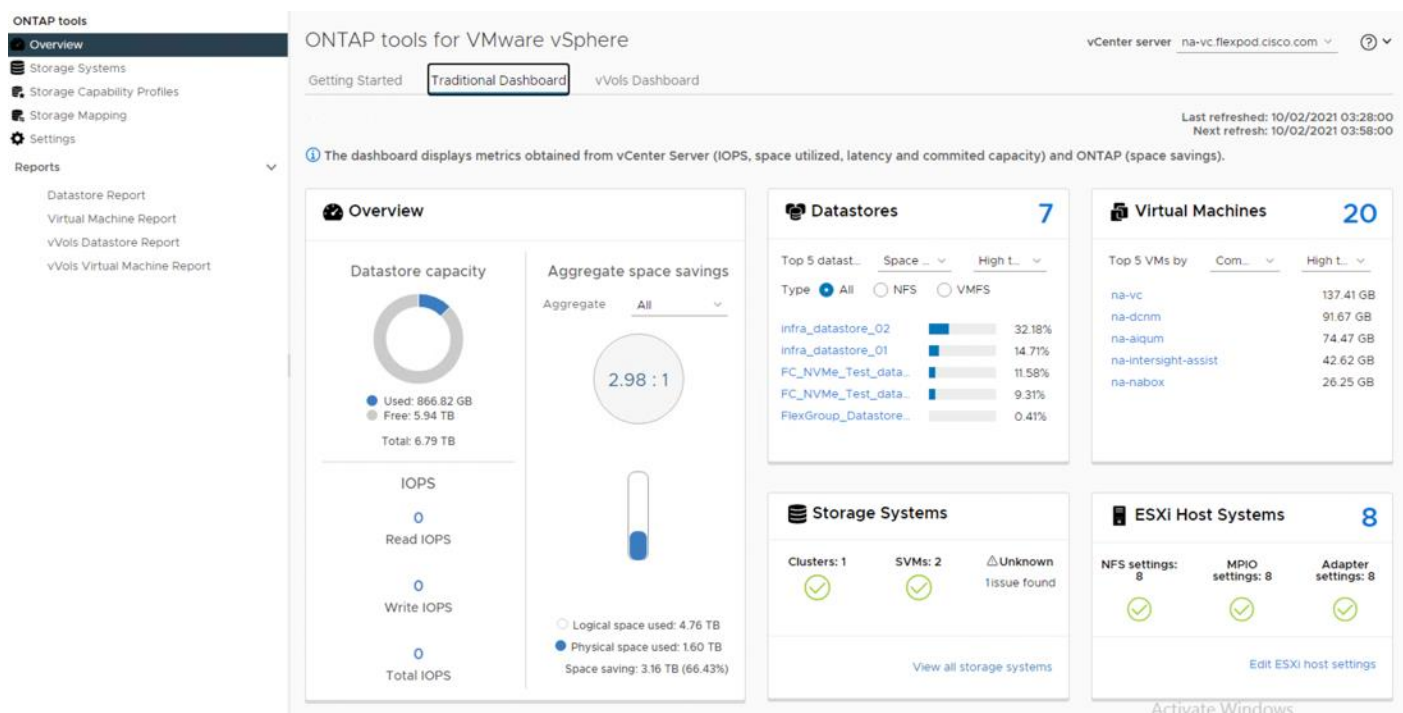 ONTAP tools
Overview
Storage Systems
Storage Capability Profiles
Storage Mapping
Settings
Reports
Datastore Report
Virtual Machine Report
vVols Datastore Report
vVols Virtual Machine Report
ONTAP tools for VMware vSphere
vCenter server na-vc.flexpod.cisco.com
Getting Started Traditional Dashboard vVols Dashboard
Last refreshed: 10/02/2021 03:28:00
Next refresh: 10/02/2021 03:58:00
The dashboard displays metrics obtained from vCenter Server (IOPS, space utilized, latency and commited capacity) and ONTAP (space savings).
Overview
Datastore capacity
Used: 866.82 GB
Free: 5.94 TB
Total: 6.79 TB
IOPS
0
Read IOPS
0
Write IOPS
0
Total IOPS
Aggregate space savings
Aggregate All
2.98 : 1
Logical space used: 4.76 TB
Physical space used: 1.60 TB
Space saving: 3.16 TB (66.43%)
Datastores 7
Top 5 datast... Space ... High t...
Type All NFS VMFS
infra_datastore_02 32.18%
infra_datastore_01 14.71%
FC_NVMe_Test_data... 11.58%
FC_NVMe_Test_data... 9.31%
FlexGroup_Datastore... 0.41%
Virtual Machines 20
Top 5 VMs by Com... High t...
na-vc 137.41 GB
na-dcnm 91.67 GB
na-aiqum 74.47 GB
na-intersight-assist 42.62 GB
na-nabox 26.25 GB
Storage Systems
Clusters: 1 SVMs: 2 Unknown
1 issue found
View all storage systems
ESXi Host Systems 8
NFS settings: 8
MPIO settings: 8
Adapter settings: 8
Edit ESXi host settings
Activate Windows